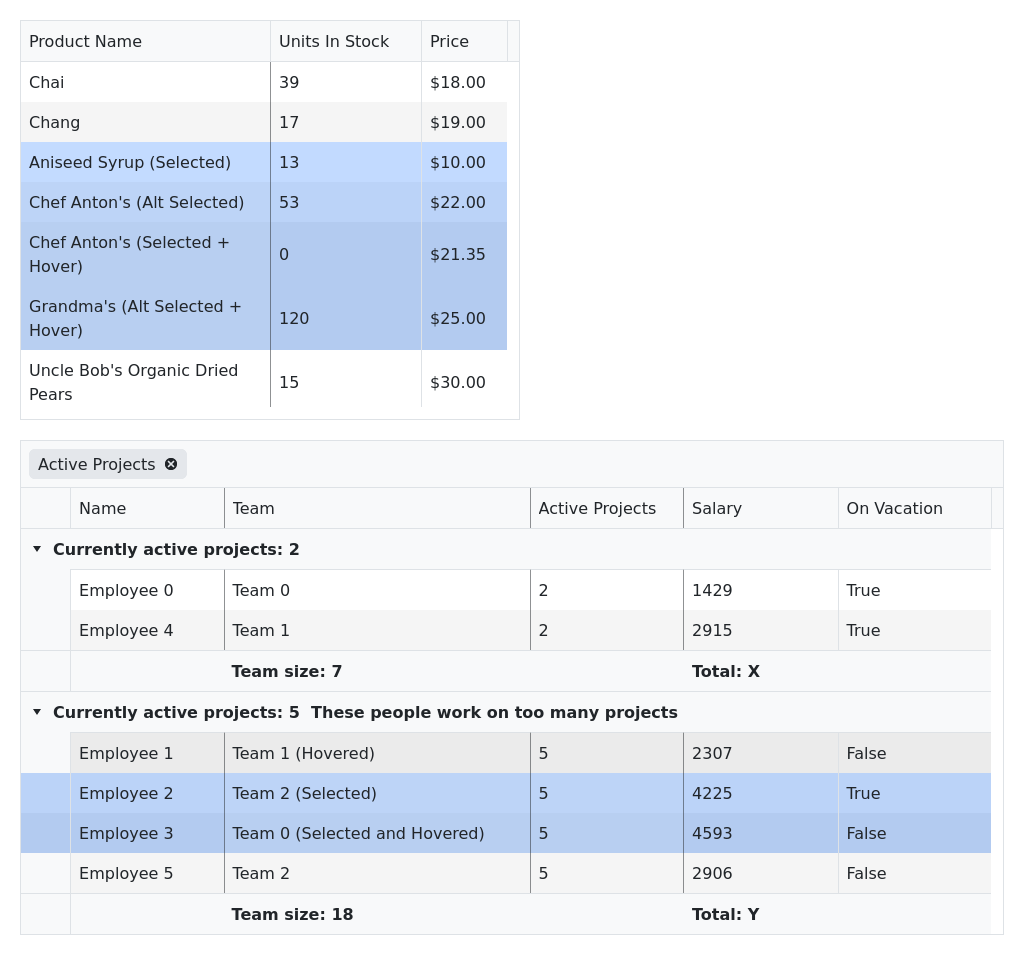 Product Name Units In Stock Price
Chai 39 $18.00
Chang 17 $19.00
Aniseed Syrup (Selected) 13 $10.00
Chef Anton's (Alt Selected) 53 $22.00
Chef Anton's (Selected +
Hover) 0 $21.35
Grandma's (Alt Selected +
Hover) 120 $25.00
Uncle Bob's Organic Dried
Pears 15 $30.00
Active Projects
Name Team Active Projects Salary On Vacation
Currently active projects: 2
Employee 0 Team 0 2 1429 True
Employee 4 Team 1 2 2915 True
Team size: 7 Total: X
Currently active projects: 5 These people work on too many projects
Employee 1 Team 1 (Hovered) 5 2307 False
Employee 2 Team 2 (Selected) 5 4225 True
Employee 3 Team 0 (Selected and Hovered) 5 4593 False
Employee 5 Team 2 5 2906 False
Team size: 18 Total: Y